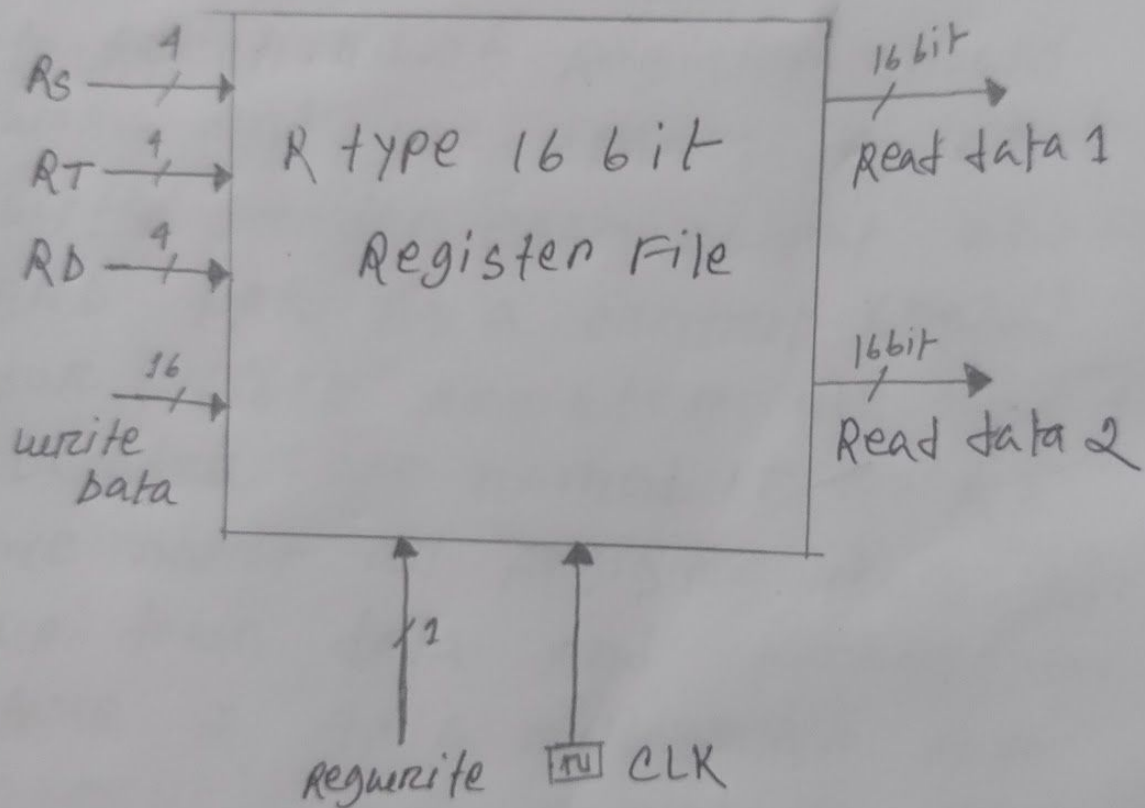 4
RS
4
RT
4
RD
16
write
Data
R type 16 bit
Register File
16 bit
Read data 1
16bit
Read data 2
1
Regwrite
CLK